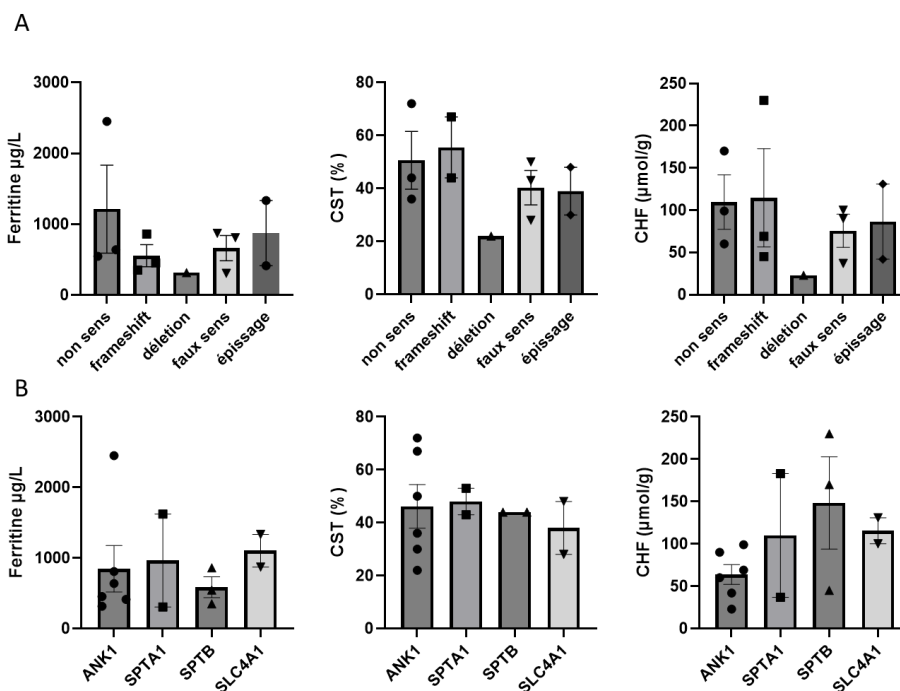 A
Ferritine µg/L
3000
2000
1000
0
non sens
frameshift
déletion
faux sens
épissage
CST (%)
80
60
40
20
0
non sens
frameshift
déletion
faux sens
épissage
CHF (µmol/g)
250
200
150
100
50
0
non sens
frameshift
déletion
faux sens
épissage
B
Ferritine µg/L
3000
2000
1000
0
ANK1
SPTA1
SPTB
SLC4A1
CST (%)
80
60
40
20
0
ANK1
SPTA1
SPTB
SLC4A1
CHF (µmol/g)
250
200
150
100
50
0
ANK1
SPTA1
SPTB
SLC4A1